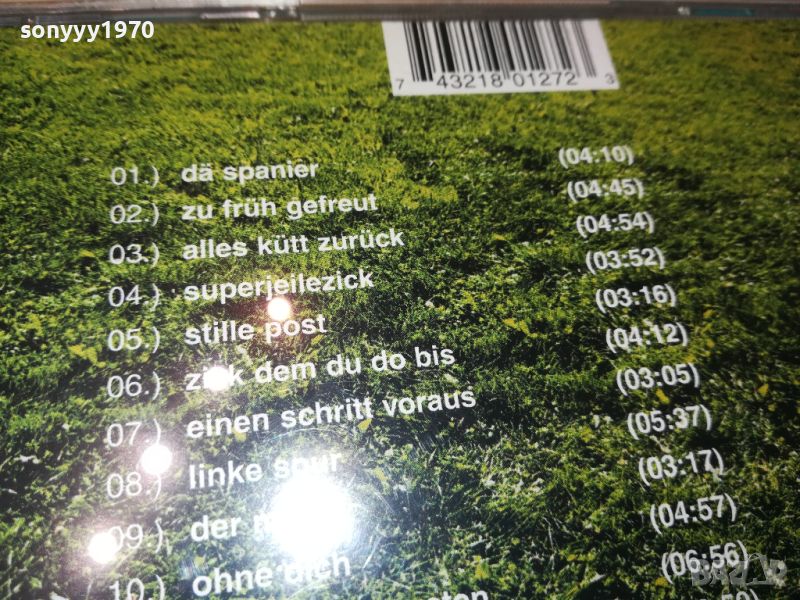 sonyyy1970
7 43218 01272 3
01.) dä spanier (04:10)
02.) zu früh gefreut (04:45)
03.) alles kütt zurück (04:54)
04.) superjeilezick (03:52)
05.) stille post (03:16)
06.) zick dem du do bis (04:12)
07.) einen schritt voraus (03:05)
08.) linke spur (05:37)
09.) der (03:17)
10.) ohne dich (04:57)
(06:56)